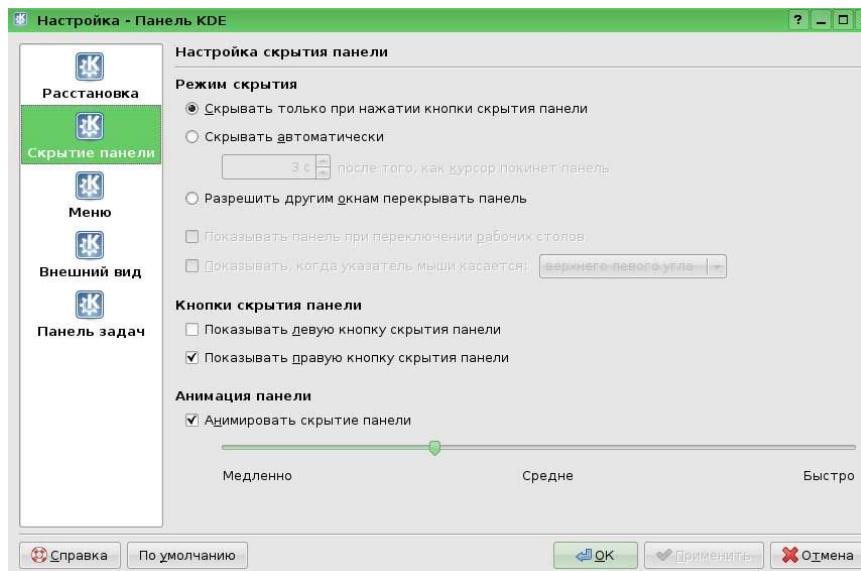 Настройка - Панель KDE
Расстановка
Скрытие панели
Меню
Внешний вид
Панель задач
Настройка скрытия панели
Режим скрытия
Скрывать только при нажатии кнопки скрытия панели
Скрывать автоматически
3 с после того, как курсор покинет панель
Разрешить другим окнам перекрывать панель
Показывать панель при переключении рабочих столов
Показывать, когда указатель мыши касается: верхнего левого угла
Кнопки скрытия панели
Показывать левую кнопку скрытия панели
Показывать правую кнопку скрытия панели
Анимация панели
Анимировать скрытие панели
Медленно Средне Быстро
Справка По умолчанию OK Применить Отмена